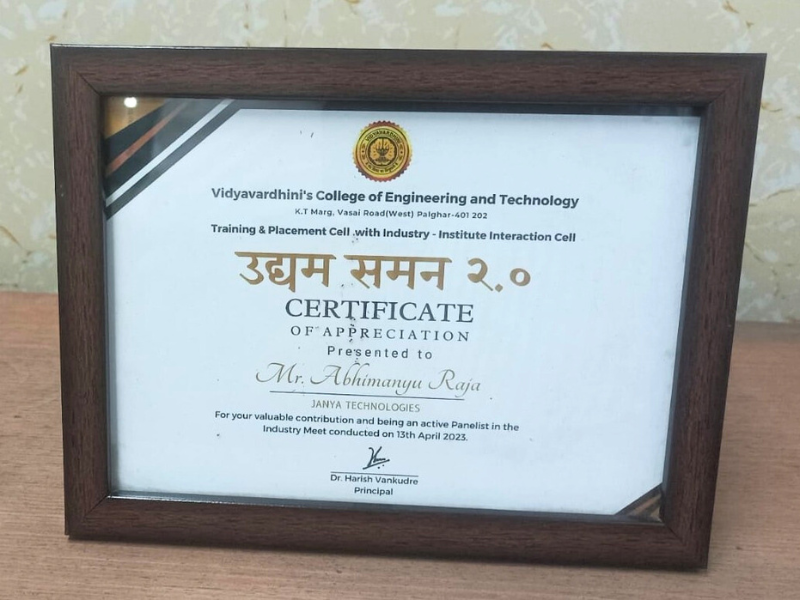 Vidyavardhini's College of Engineering and Technology
K.T Marg, Vasai Road(West) Palghar-401 202
Training & Placement Cell with Industry - Institute Interaction Cell
उद्यम समन २.०
CERTIFICATE
OF APPRECIATION
Presented to
Mr. Abhimanyu Raja
JANYA TECHNOLOGIES
For your valuable contribution and being an active Panelist in the
Industry Meet conducted on 13th April 2023.
Dr. Harish Vankudre
Principal